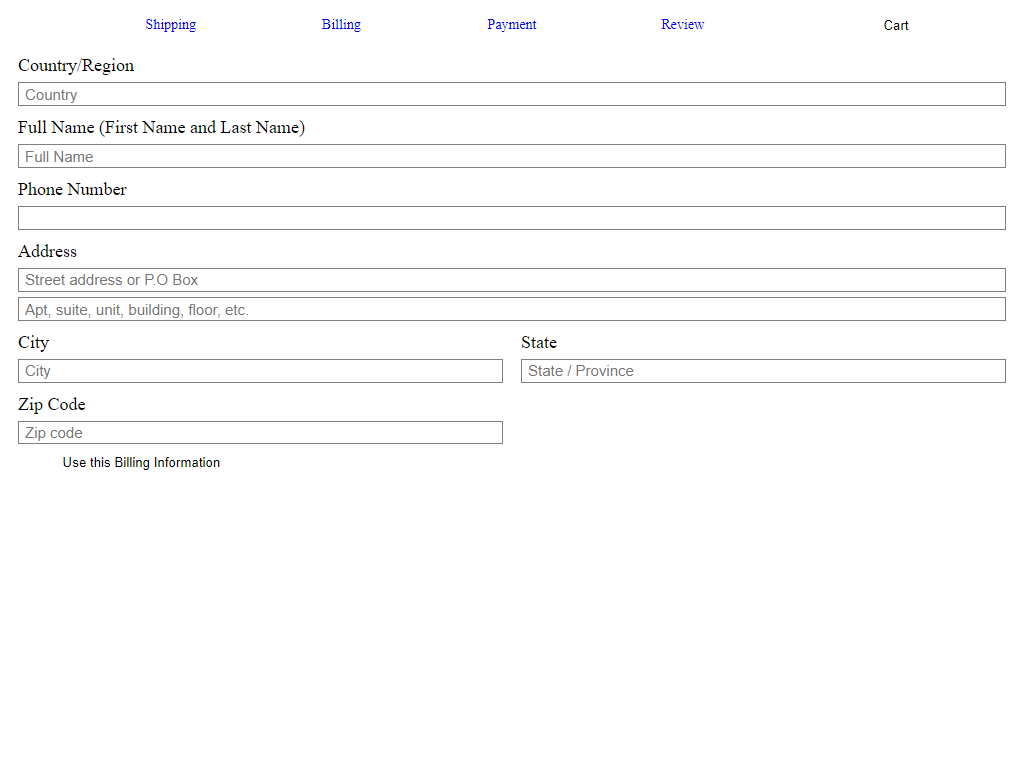 Shipping Billing Payment Review Cart
Country/Region
Country
Full Name (First Name and Last Name)
Full Name
Phone Number
Address
Street address or P.O Box
Apt, suite, unit, building, floor, etc.
City State
City State / Province
Zip Code
Zip code
Use this Billing Information